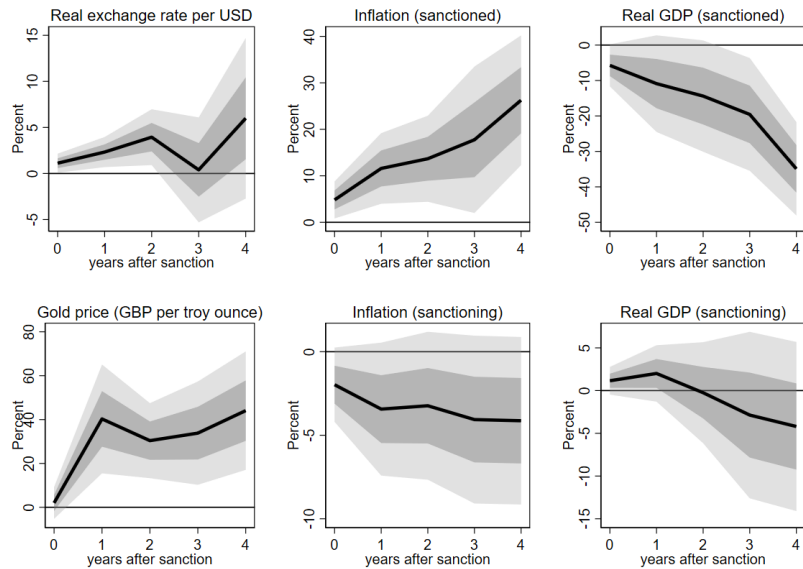 Real exchange rate per USD
Percent
15
10
5
0
-5
0 1 2 3 4
years after sanction
Inflation (sanctioned)
Percent
40
30
20
10
0
0 1 2 3 4
years after sanction
Real GDP (sanctioned)
Percent
0
-10
-20
-30
-40
-50
0 1 2 3 4
years after sanction
Gold price (GBP per troy ounce)
Percent
80
60
40
20
0
0 1 2 3 4
years after sanction
Inflation (sanctioning)
Percent
0
-5
-10
0 1 2 3 4
years after sanction
Real GDP (sanctioning)
Percent
5
0
-5
-10
-15
0 1 2 3 4
years after sanction